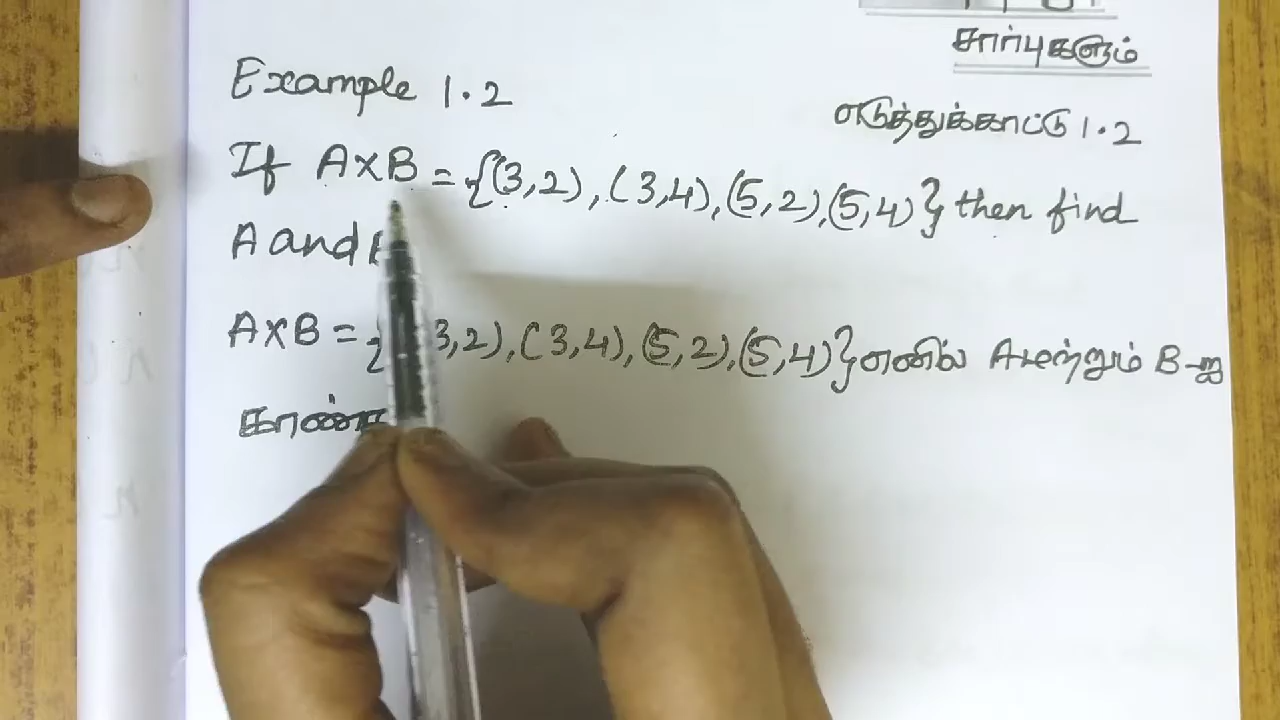 சார்புகளும்
Example 1.2
எடுத்துக்காட்டு 1.2
If A×B = {(3,2), (3,4), (5,2), (5,4)} then find
A and
A×B = { 3,2), (3,4), (5,2), (5,4)} எனில் A மற்றும் B-ஐ